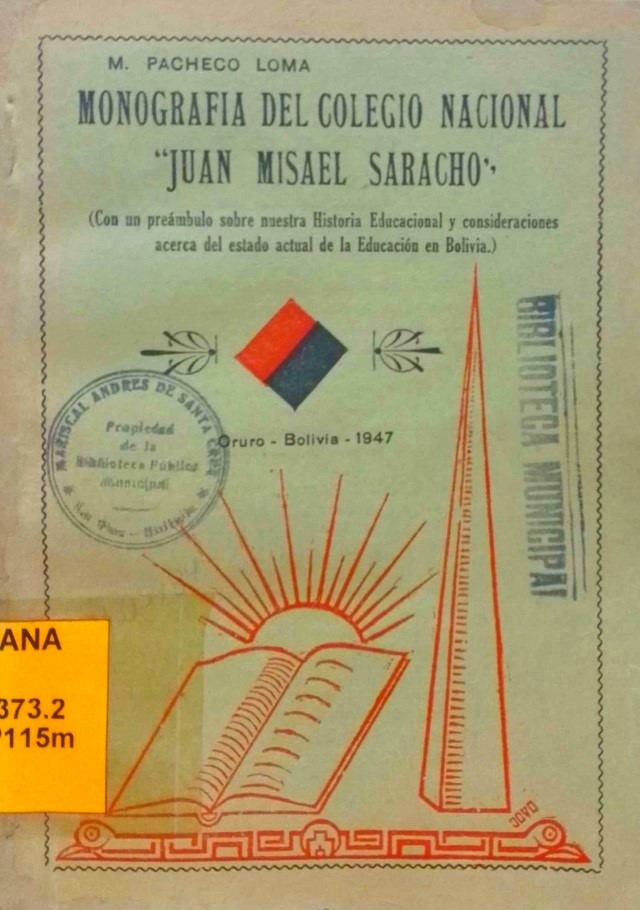 M. PACHECO LOMA
MONOGRAFIA DEL COLEGIO NACIONAL
“JUAN MISAEL SARACHO”
(Con un preámbulo sobre nuestra Historia Educacional y consideraciones
acerca del estado actual de la Educación en Bolivia.)
BIBLIOTECA MUNICIPAL
MARISCAL ANDRES DE SANTA CRUZ
Propiedad
de la
Biblioteca Pública
Municipal
Oruro - Bolivia - 1947
ANA
373.2
P115m